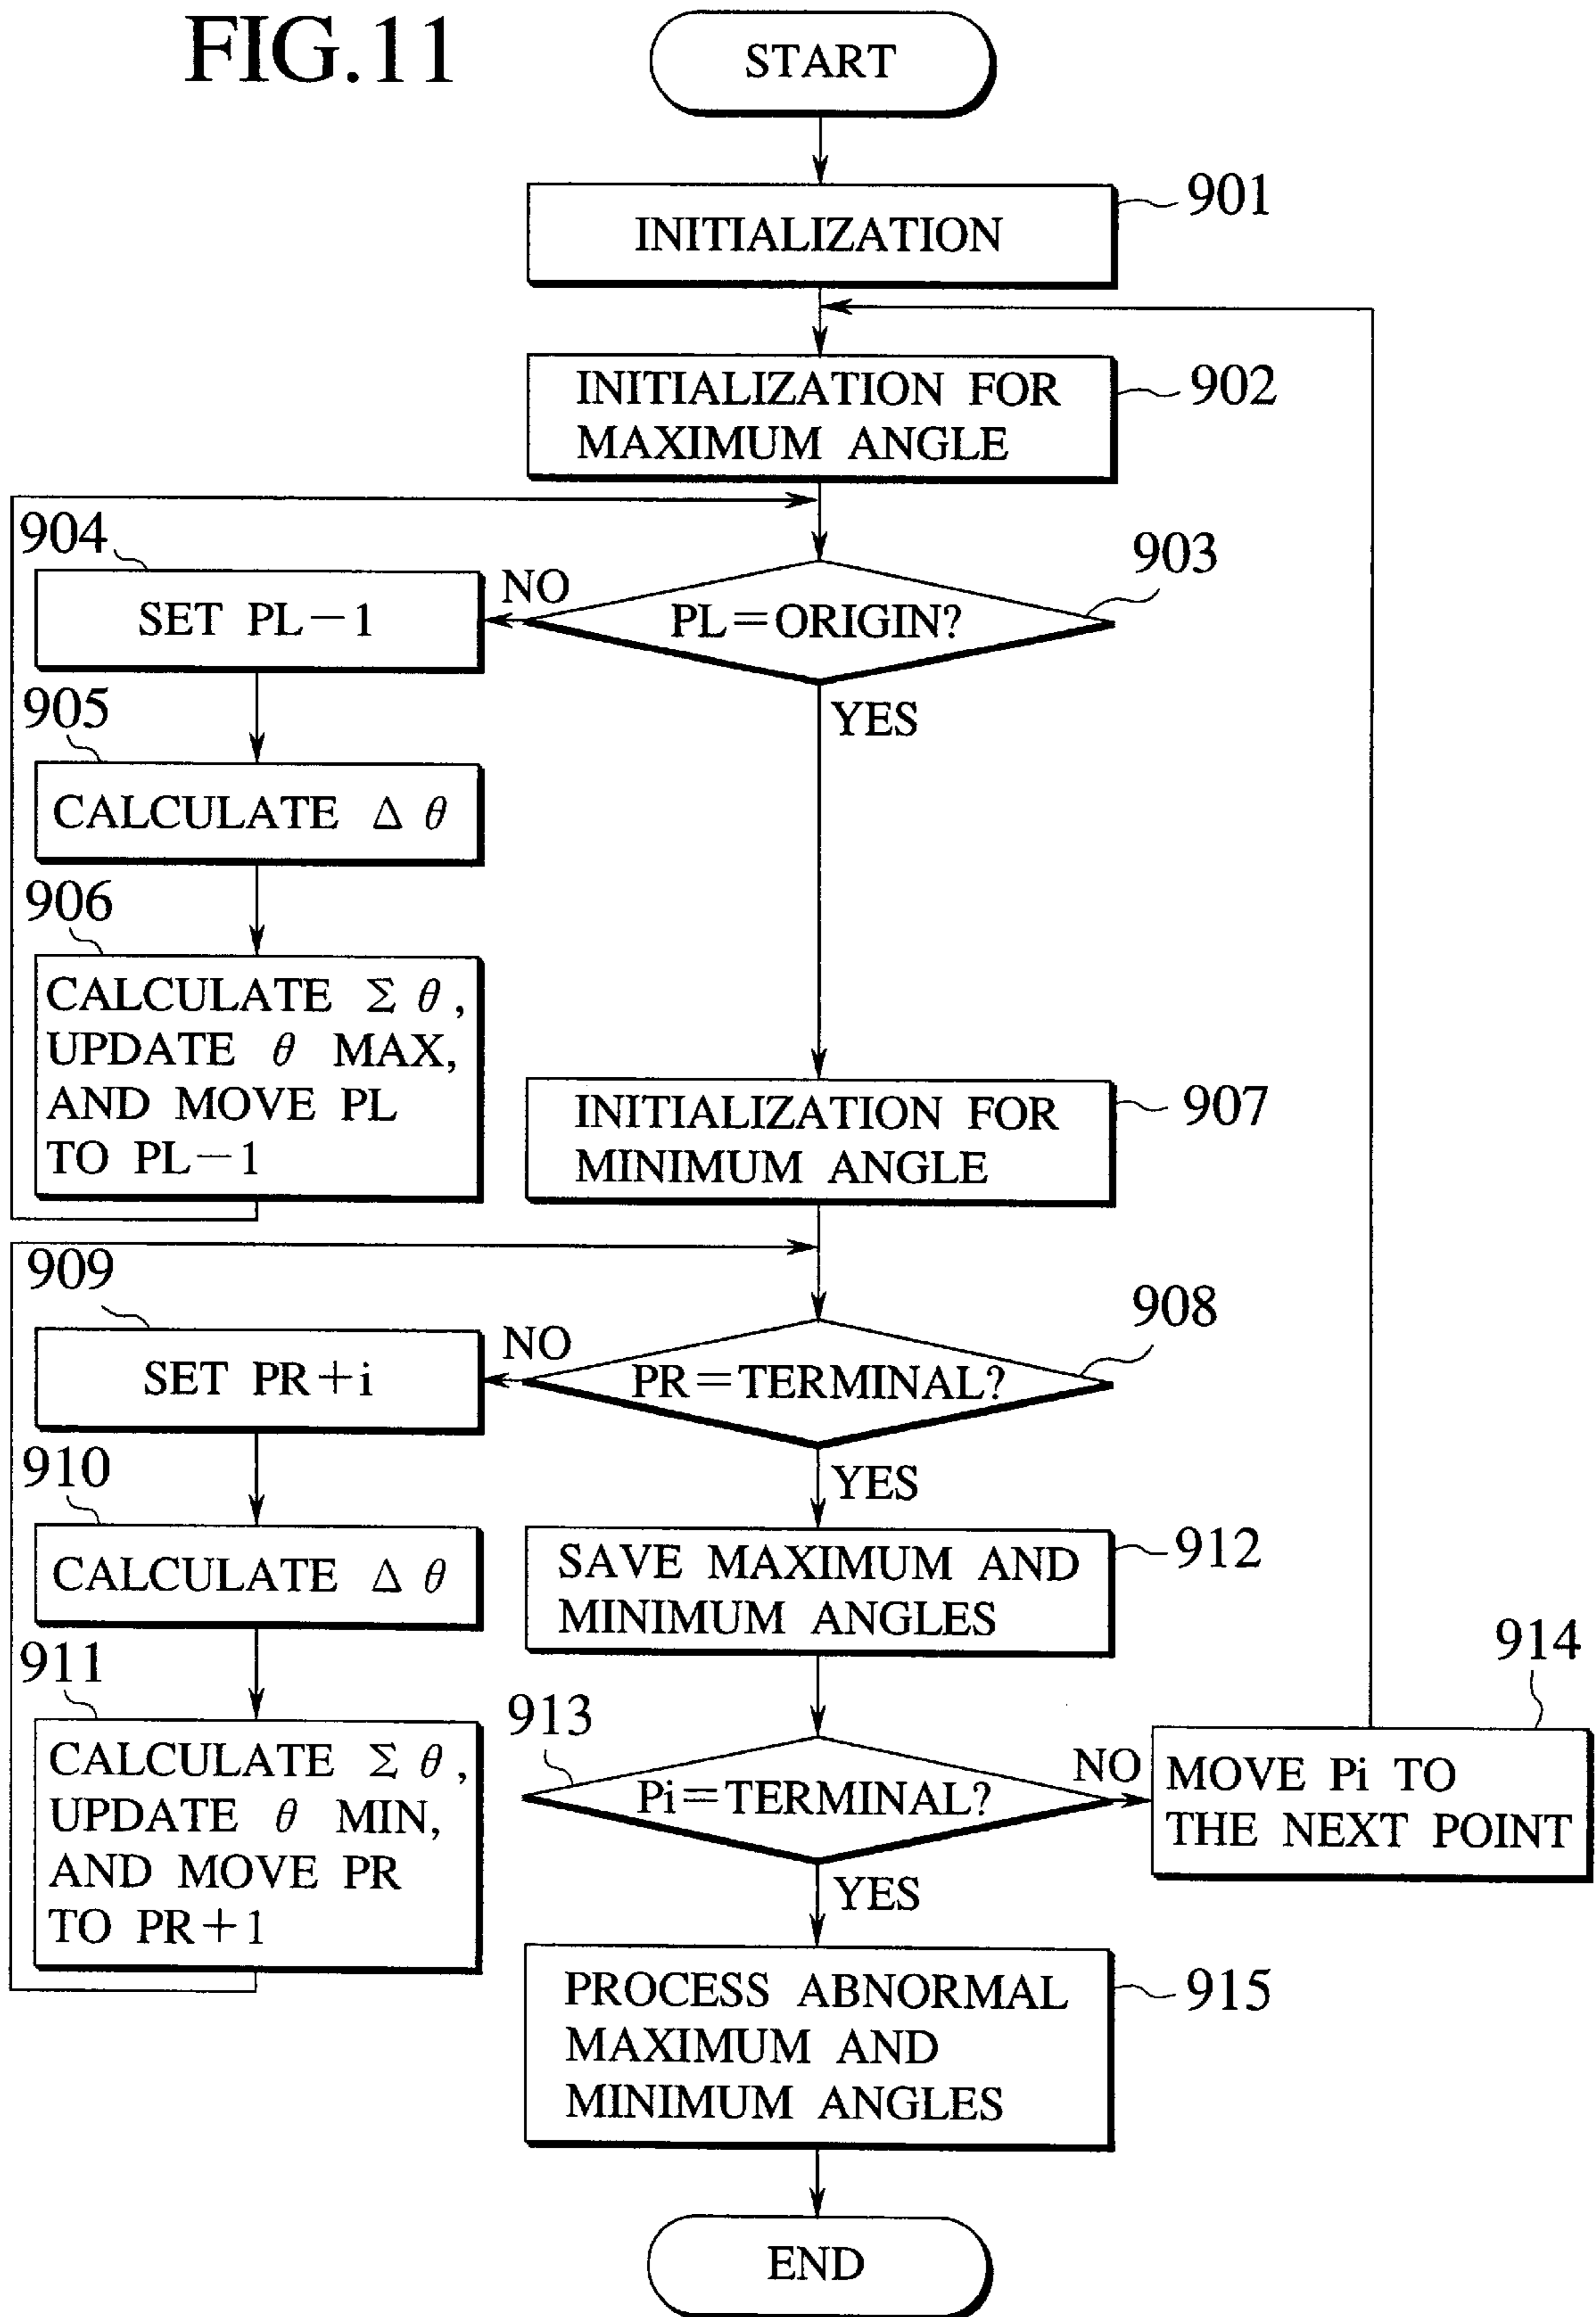 FIG.11
START
INITIALIZATION
901
INITIALIZATION FOR
MAXIMUM ANGLE
902
PL=ORIGIN?
903
NO
YES
904
SET PL−1
905
CALCULATE Δ θ
906
CALCULATE Σ θ,
UPDATE θ MAX,
AND MOVE PL
TO PL−1
INITIALIZATION FOR
MINIMUM ANGLE
907
PR=TERMINAL?
908
NO
YES
909
SET PR+i
910
CALCULATE Δ θ
911
CALCULATE Σ θ,
UPDATE θ MIN,
AND MOVE PR
TO PR+1
SAVE MAXIMUM AND
MINIMUM ANGLES
912
913
Pi=TERMINAL?
NO
YES
914
MOVE Pi TO
THE NEXT POINT
PROCESS ABNORMAL
MAXIMUM AND
MINIMUM ANGLES
915
END